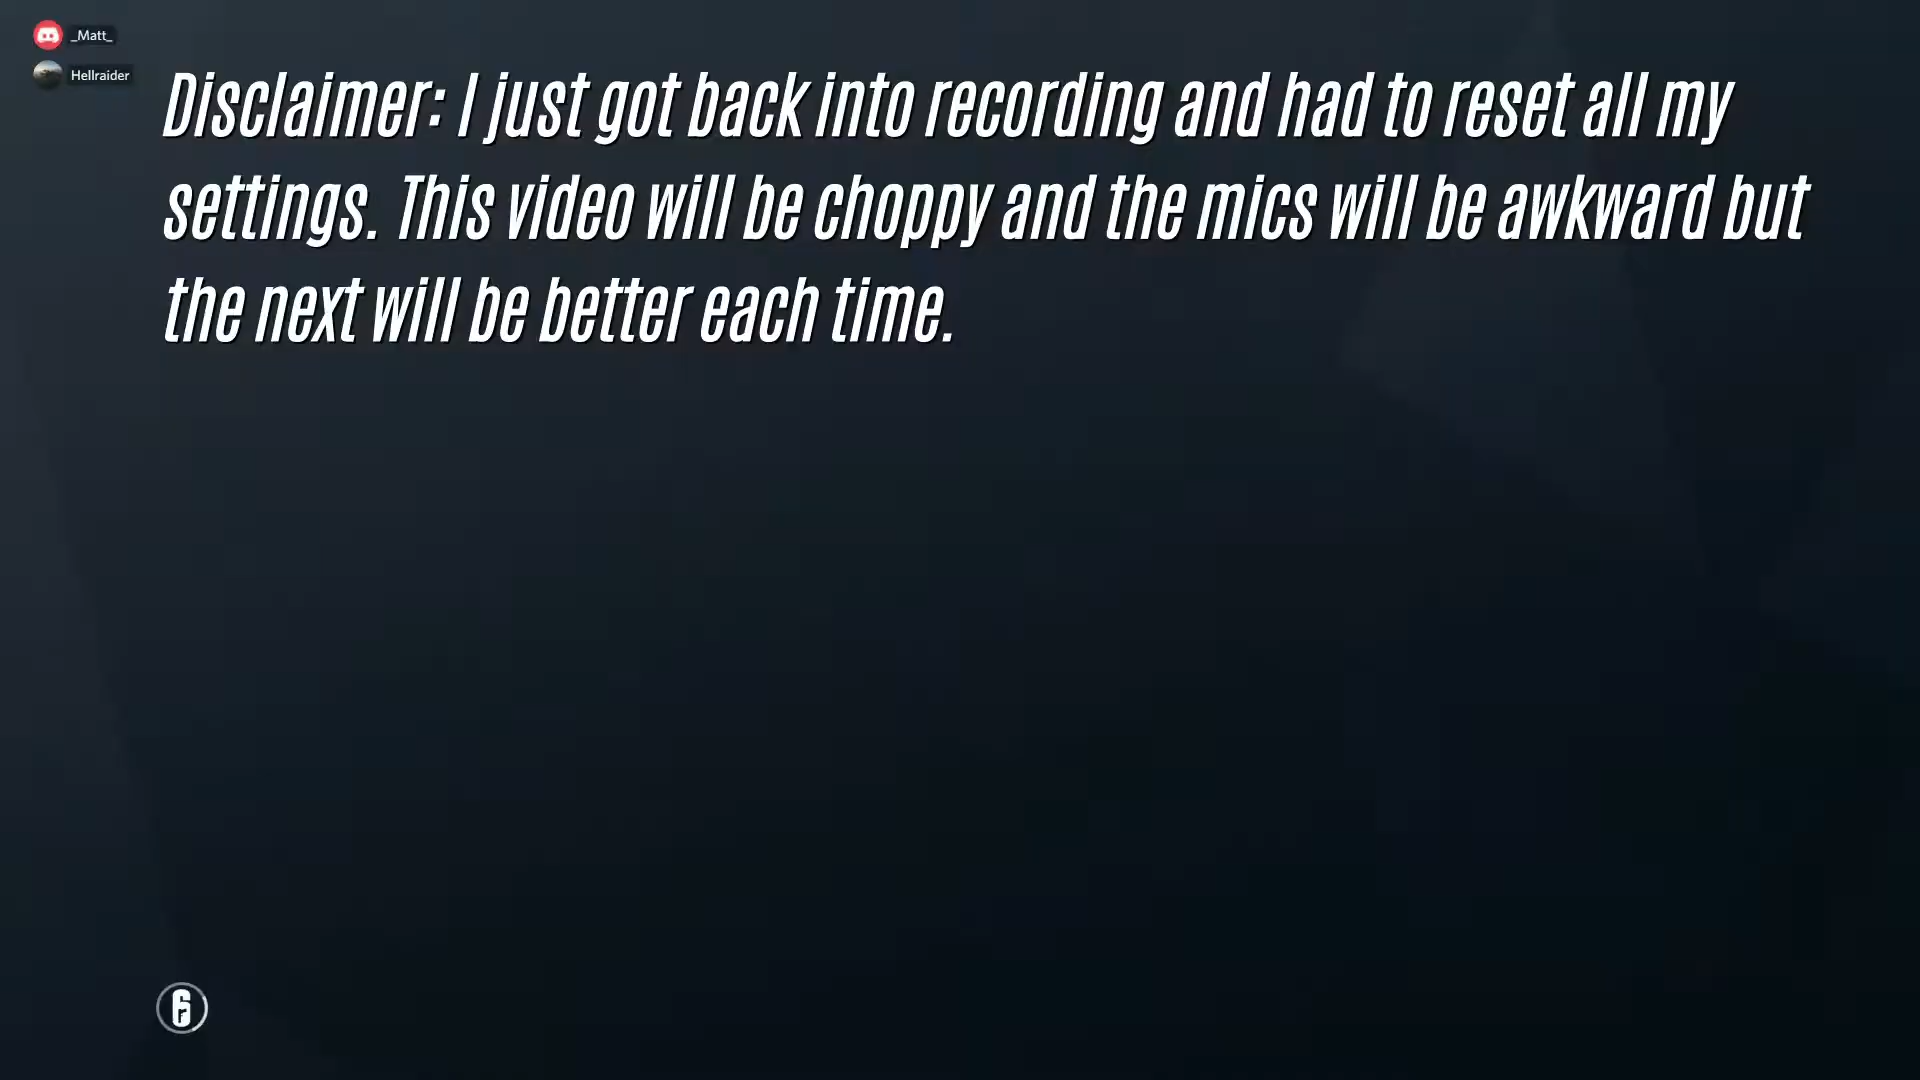 _Matt_
Hellraider
Disclaimer: I just got back into recording and had to reset all my
settings. This video will be choppy and the mics will be awkward but
the next will be better each time.